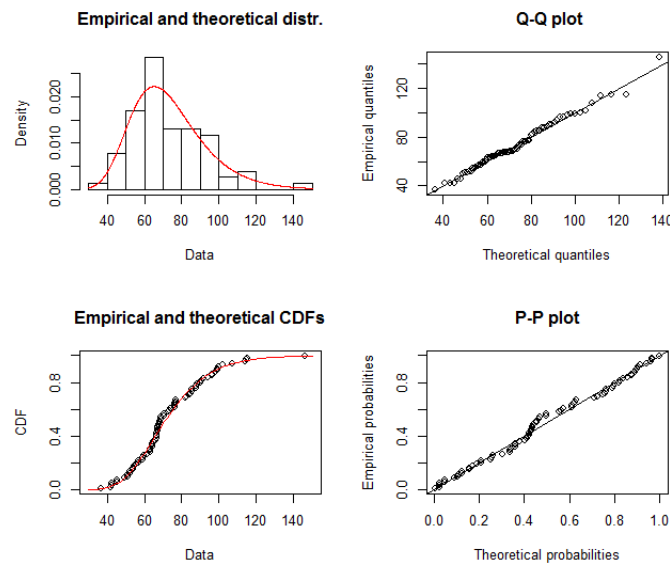 Empirical and theoretical distr.
Density
0.000
0.010
0.020
40 60 80 100 120 140
Data
Q-Q plot
Empirical quantiles
40
80
120
40 60 80 100 120 140
Theoretical quantiles
Empirical and theoretical CDFs
CDF
0.0
0.4
0.8
40 60 80 100 120 140
Data
P-P plot
Empirical probabilities
0.0
0.4
0.8
0.0 0.2 0.4 0.6 0.8 1.0
Theoretical probabilities